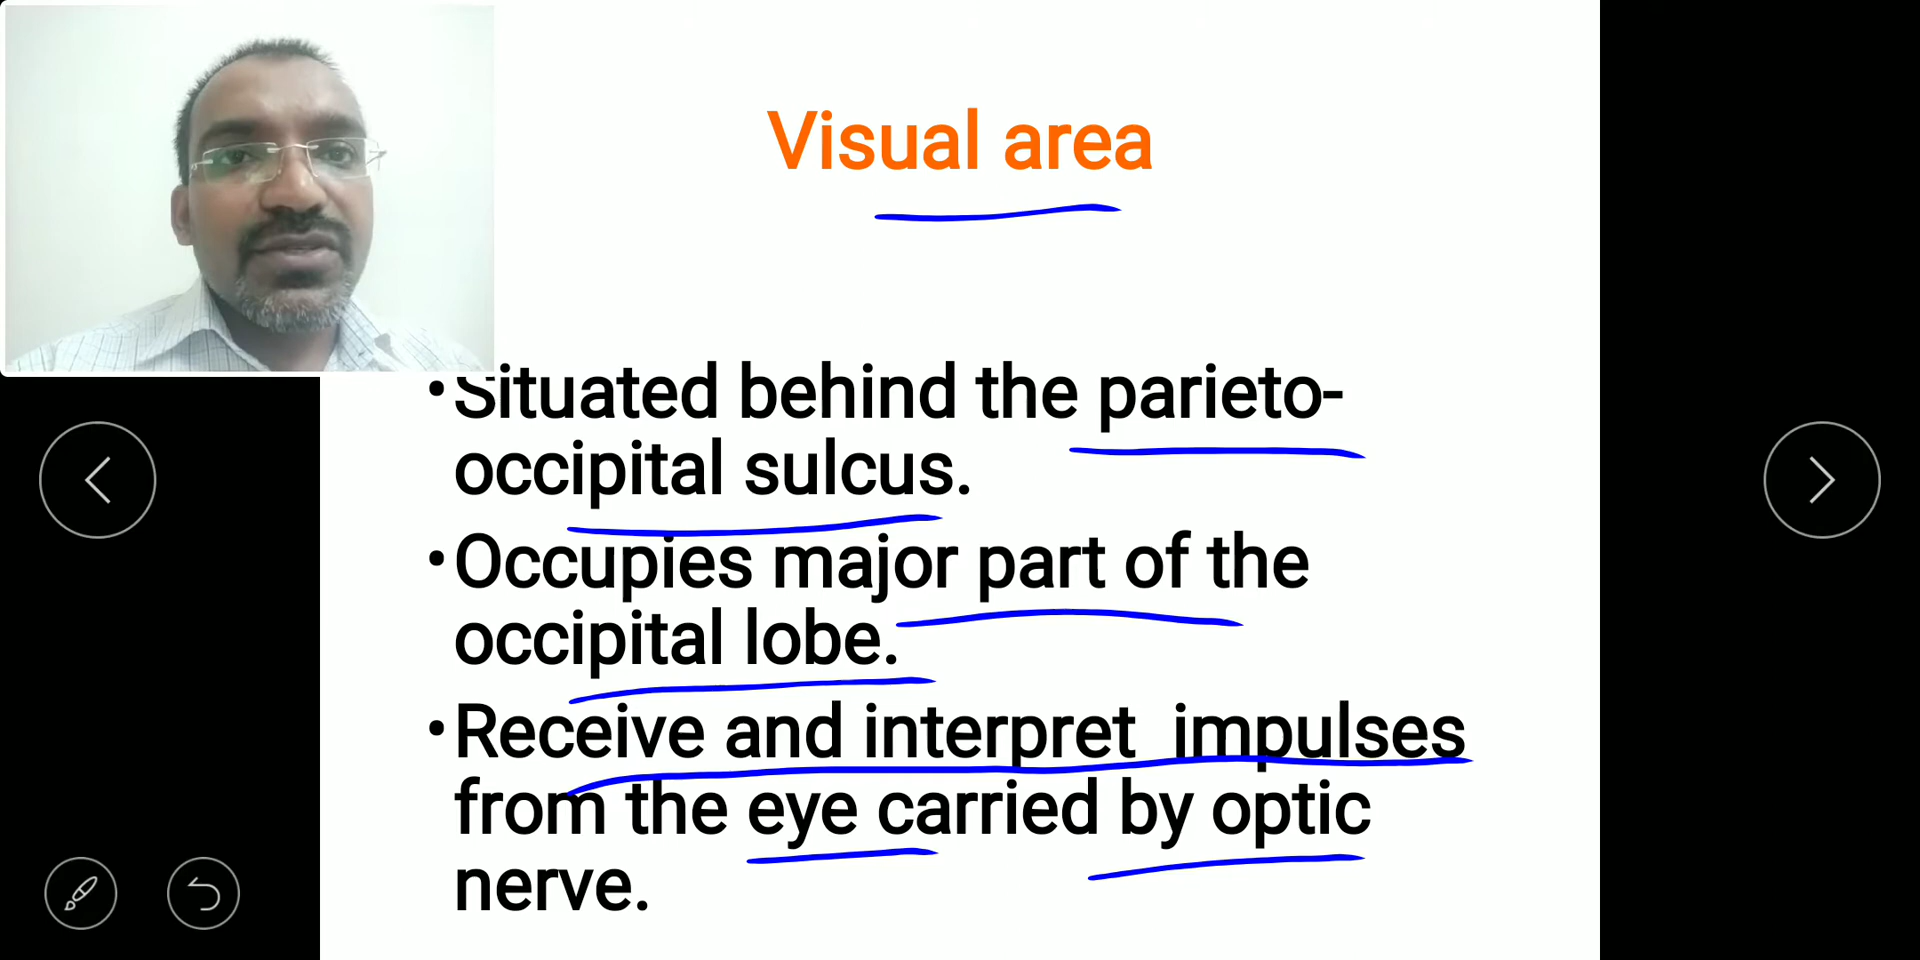 Visual area
•Situated behind the parieto-
occipital sulcus.
•Occupies major part of the
occipital lobe.
•Receive and interpret  impulses
from the eye carried by optic
nerve.